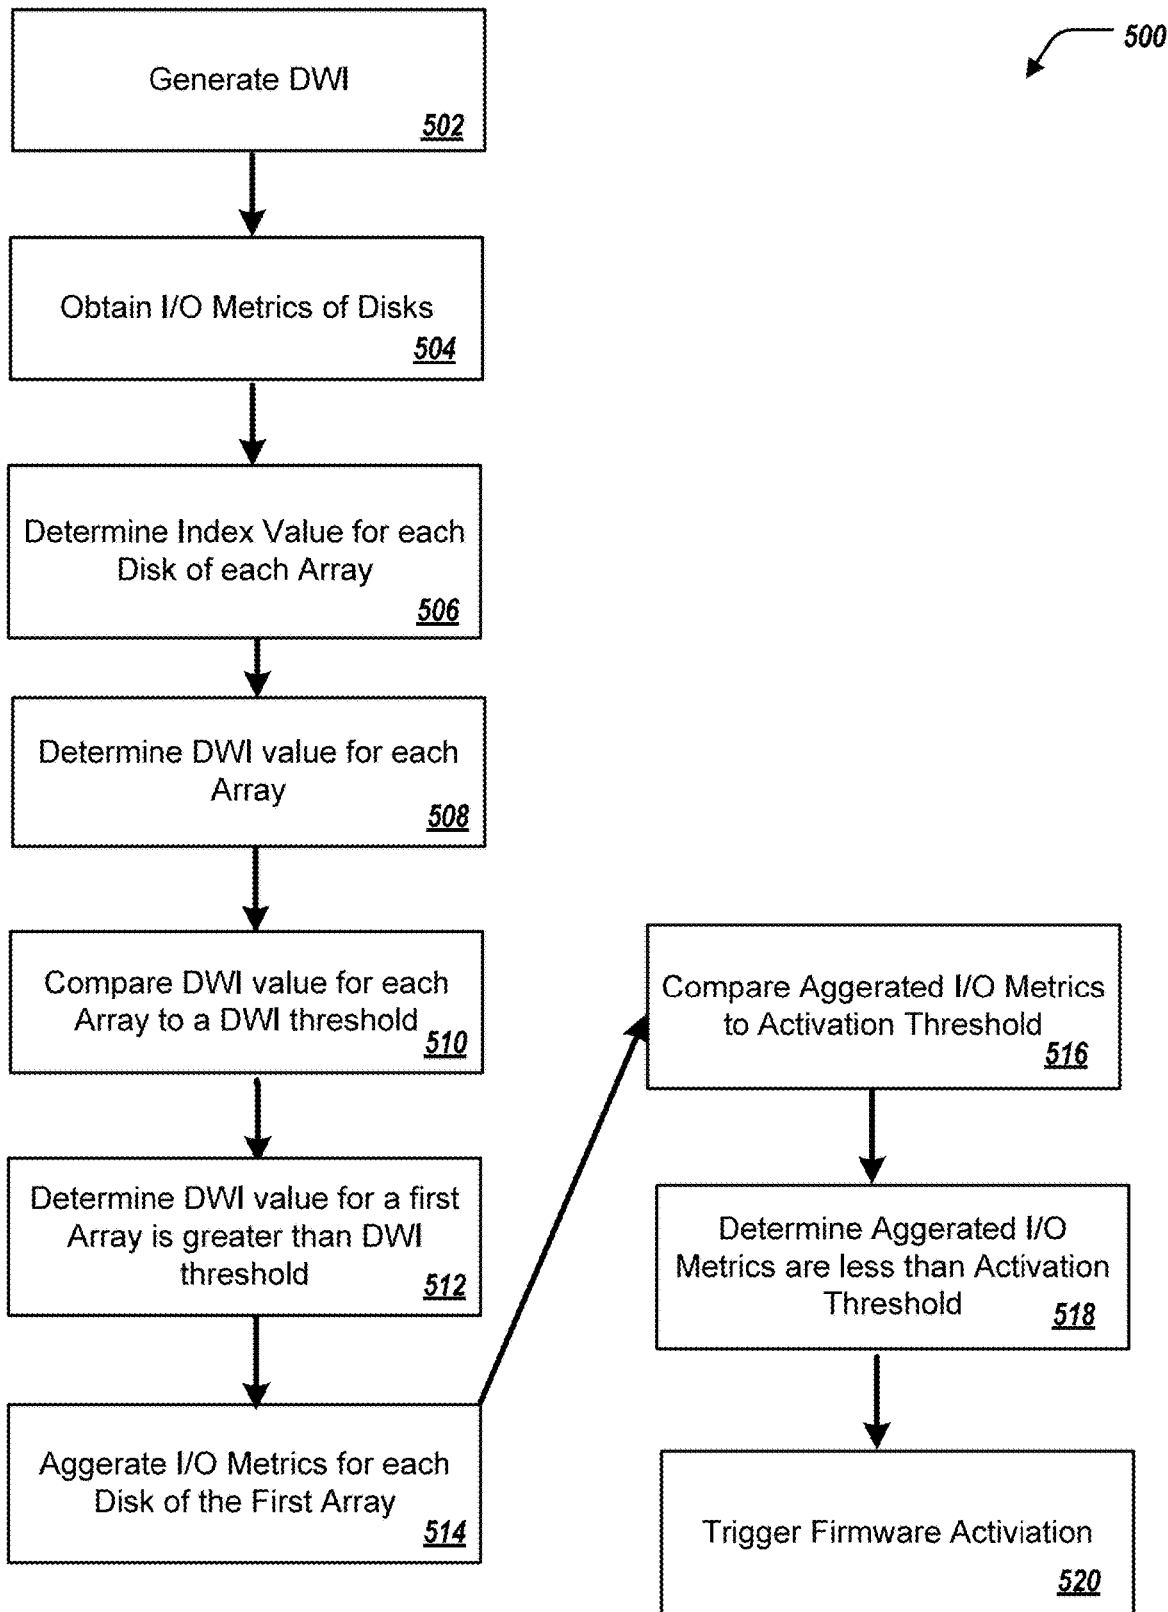 500
Generate DWI
502
Obtain I/O Metrics of Disks
504
Determine Index Value for each
Disk of each Array
506
Determine DWI value for each
Array
508
Compare DWI value for each
Array to a DWI threshold
510
Determine DWI value for a first
Array is greater than DWI
threshold
512
Aggerate I/O Metrics for each
Disk of the First Array
514
Compare Aggerated I/O Metrics
to Activation Threshold
516
Determine Aggerated I/O
Metrics are less than Activation
Threshold
518
Trigger Firmware Activiation
520